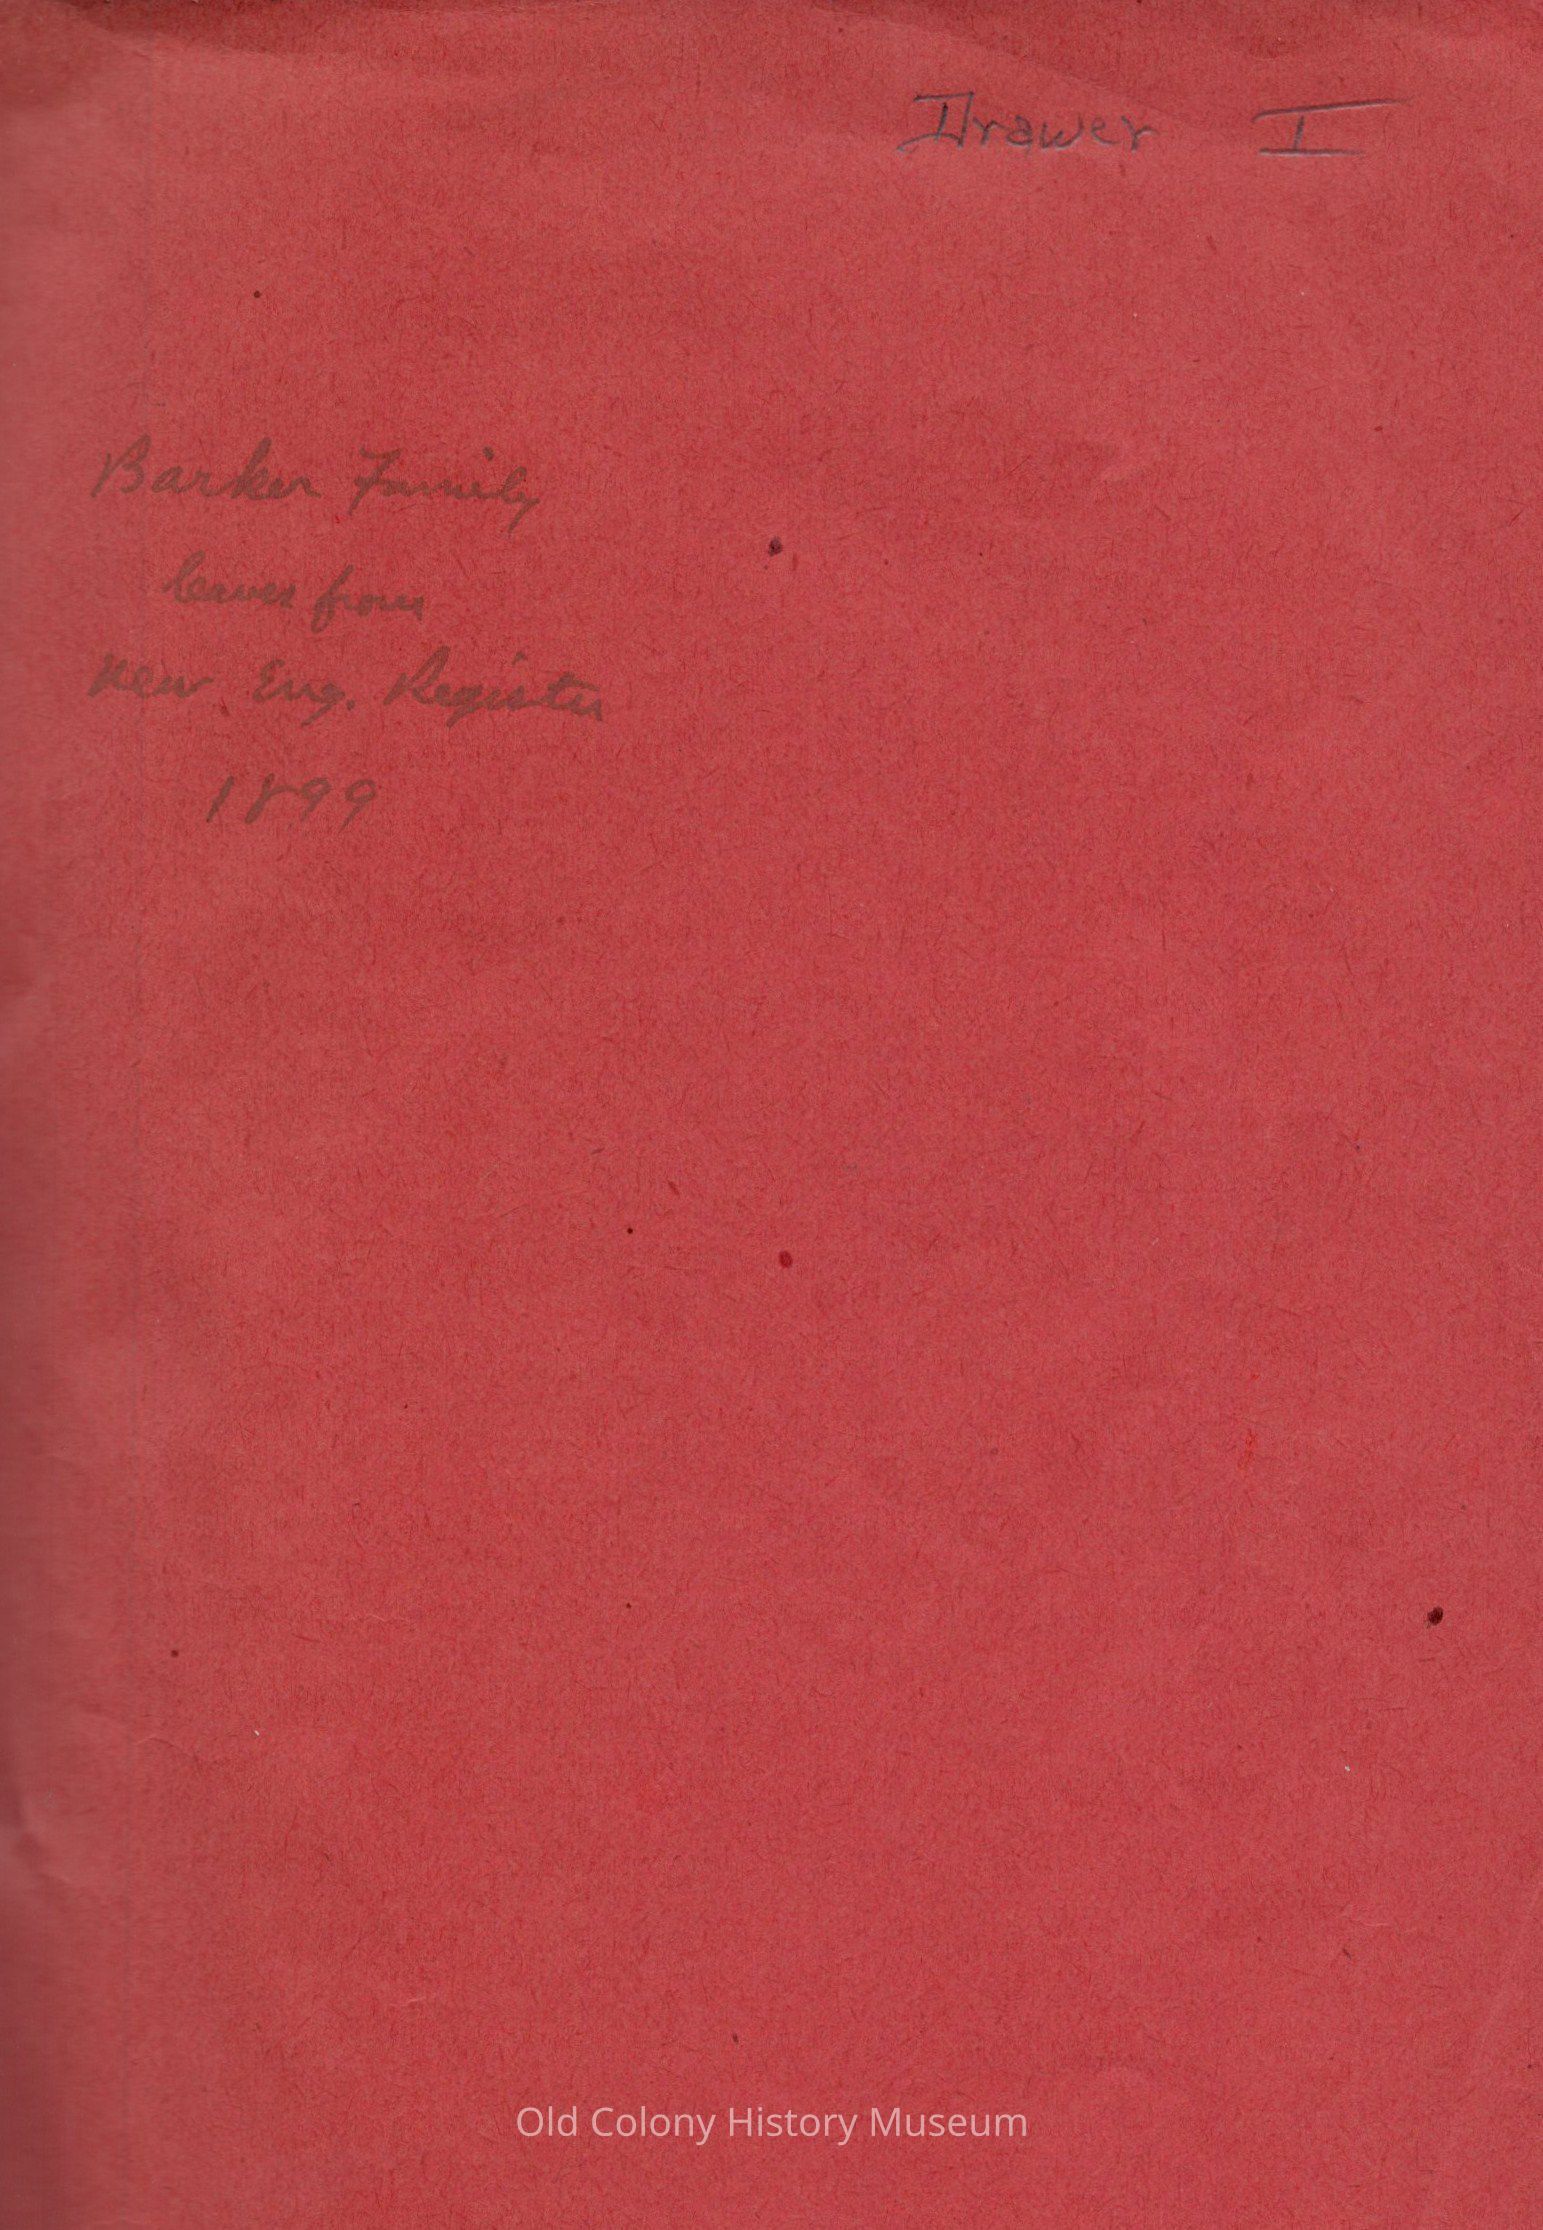 Drawer I
Barker Family
leaves from
New Eng. Register
1899
Old Colony History Museum